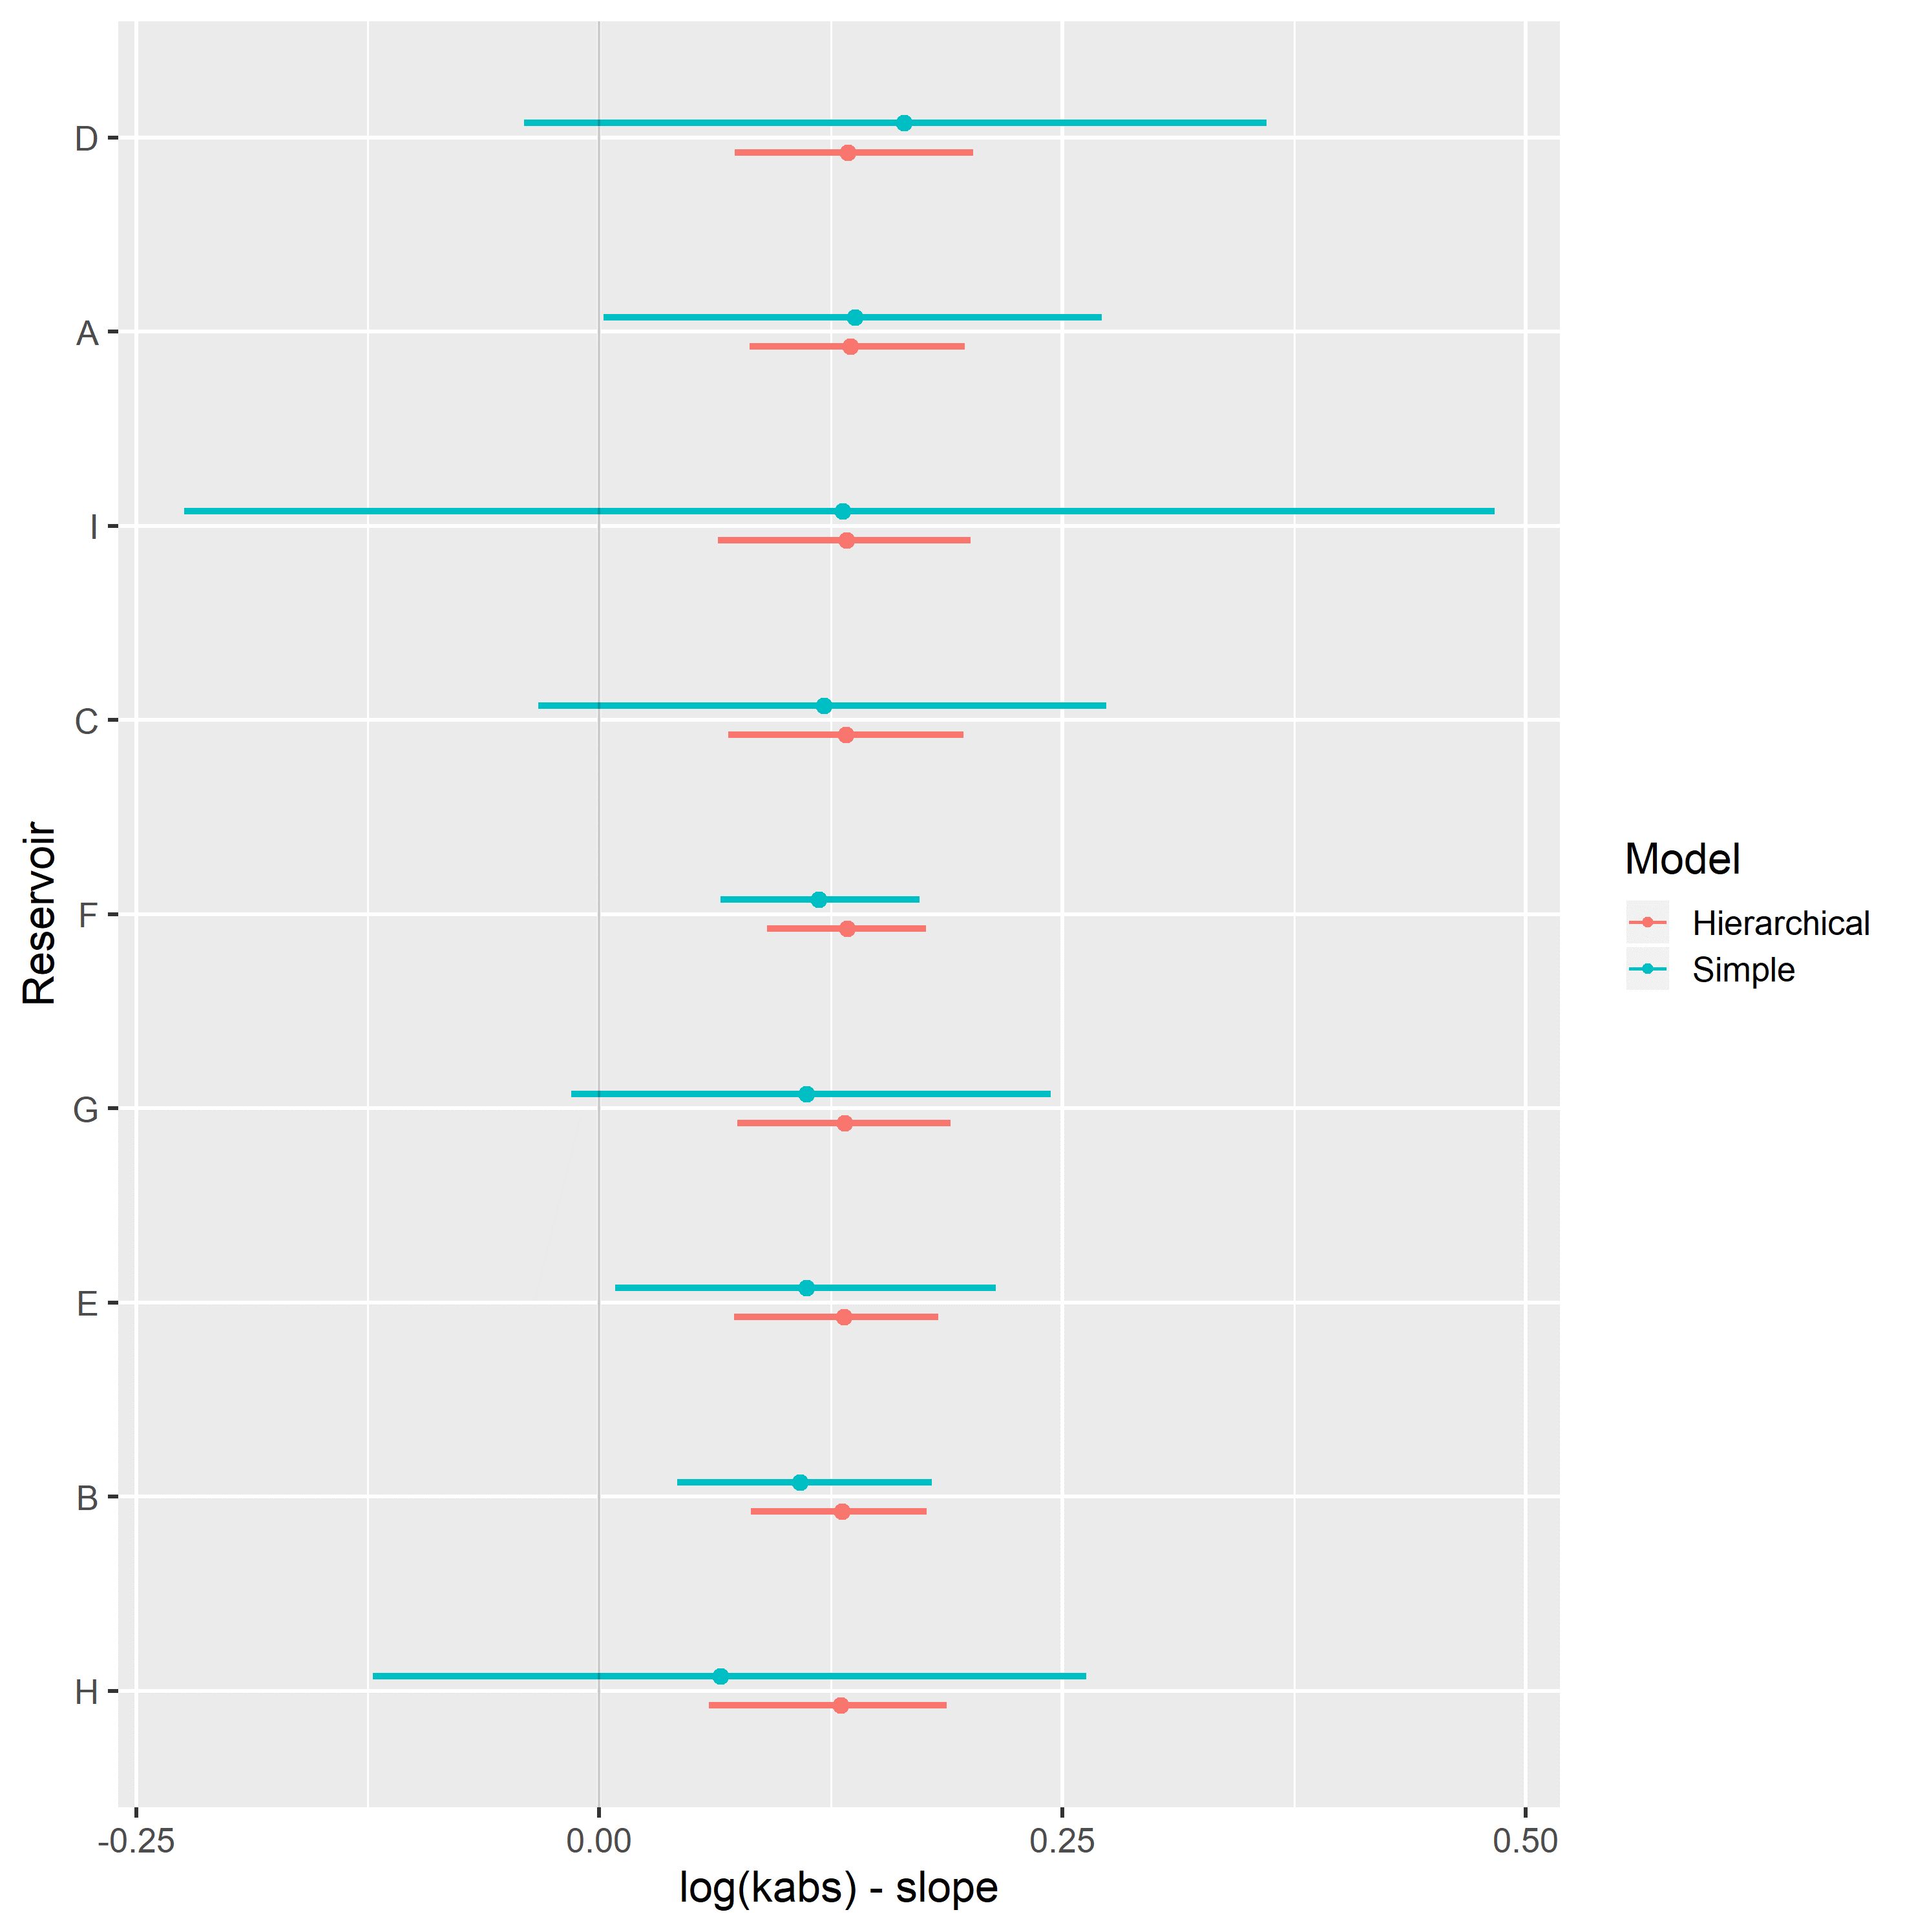 D
A
I
C
F
G
E
B
H
Reservoir
-0.25 0.00 0.25 0.50
log(kabs) - slope
Model
Hierarchical
Simple